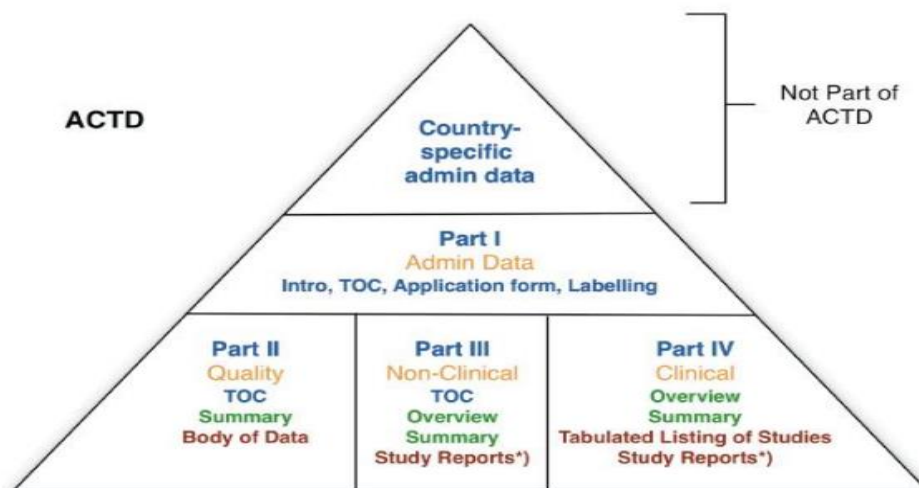 ACTD
Not Part of
ACTD
Country-
specific
admin data
Part I
Admin Data
Intro, TOC, Application form, Labelling
Part II
Quality
TOC
Summary
Body of Data
Part III
Non-Clinical
TOC
Overview
Summary
Study Reports*)
Part IV
Clinical
Overview
Summary
Tabulated Listing of Studies
Study Reports*)